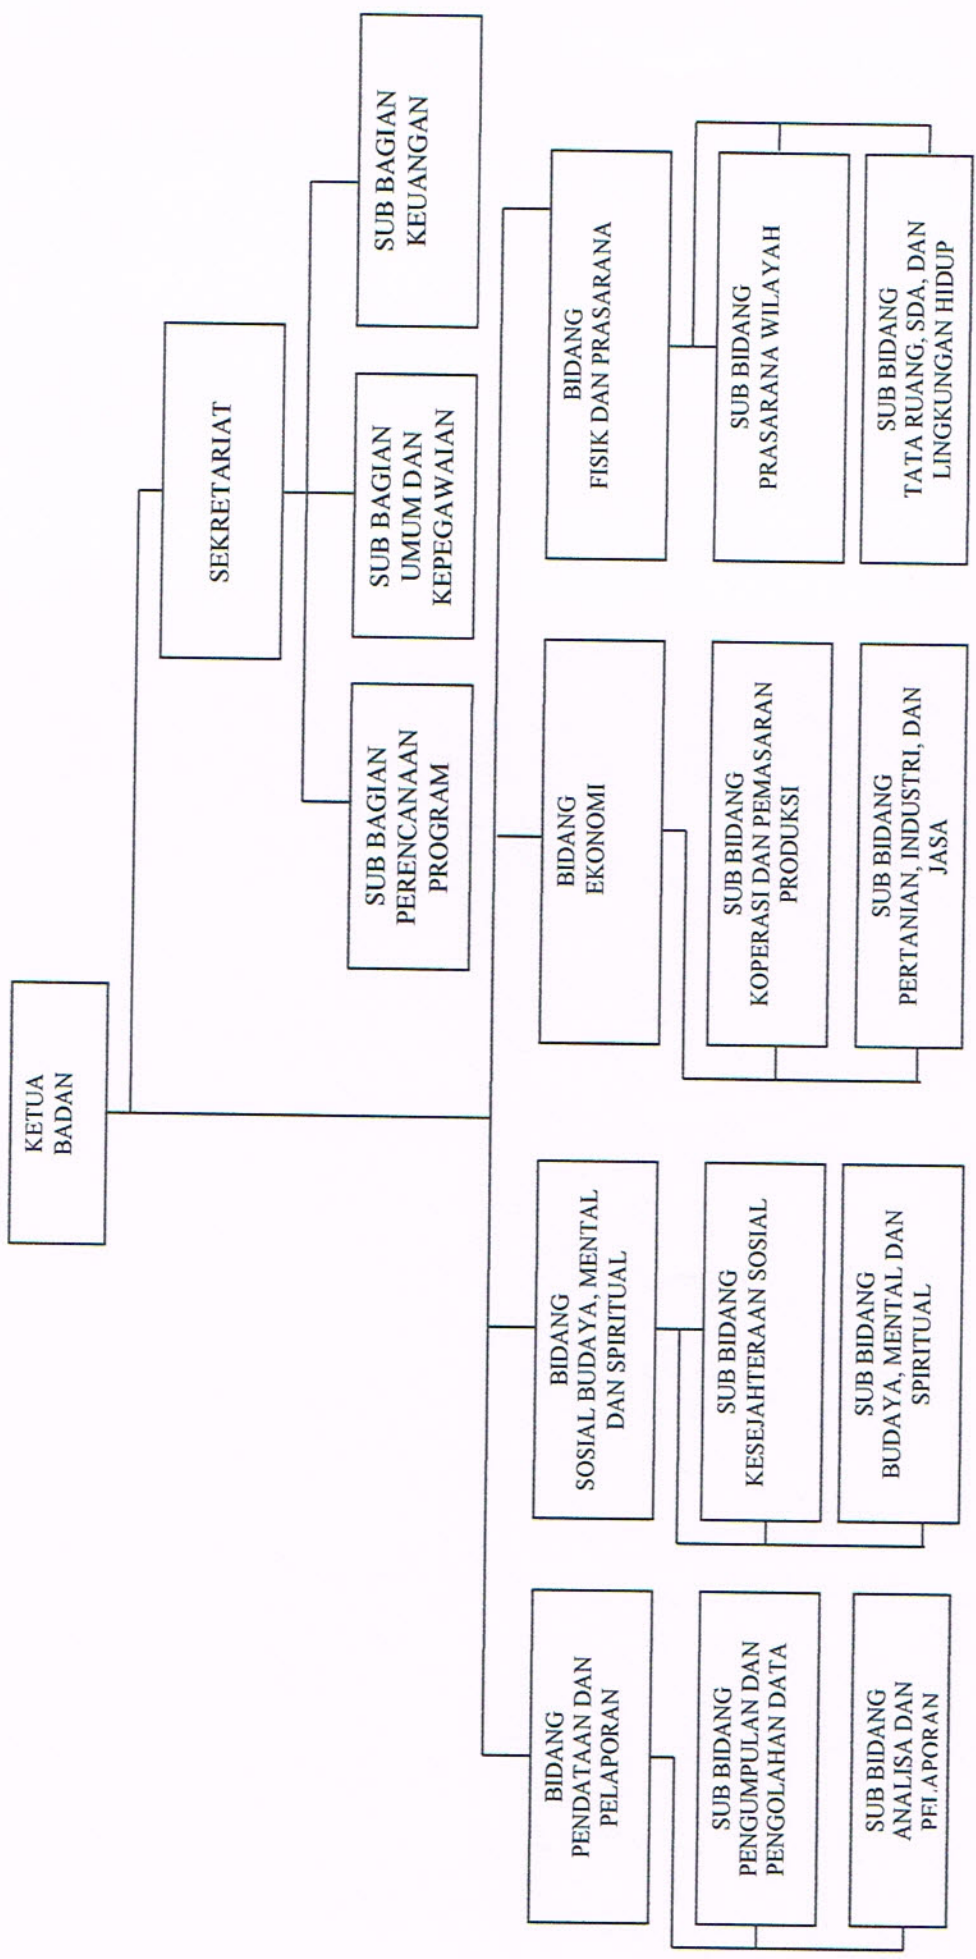 KETUA
BADAN
SEKRETARIAT
SUB BAGIAN
PERENCANAAN
PROGRAM
SUB BAGIAN
UMUM DAN
KEPEGAWAIAN
SUB BAGIAN
KEUANGAN
BIDANG
PENDATAAN DAN
PELAPORAN
BIDANG
SOSIAL BUDAYA, MENTAL
DAN SPIRITUAL
BIDANG
EKONOMI
BIDANG
FISIK DAN PRASARANA
SUB BIDANG
PENGUMPULAN DAN
PENGOLAHAN DATA
SUB BIDANG
KESEJAHTERAAN SOSIAL
SUB BIDANG
KOPERASI DAN PEMASARAN
PRODUKSI
SUB BIDANG
PRASARANA WILAYAH
SUB BIDANG
ANALISA DAN
PELAPORAN
SUB BIDANG
BUDAYA, MENTAL DAN
SPIRITUAL
SUB BIDANG
PERTANIAN, INDUSTRI, DAN
JASA
SUB BIDANG
TATA RUANG, SDA, DAN
LINGKUNGAN HIDUP